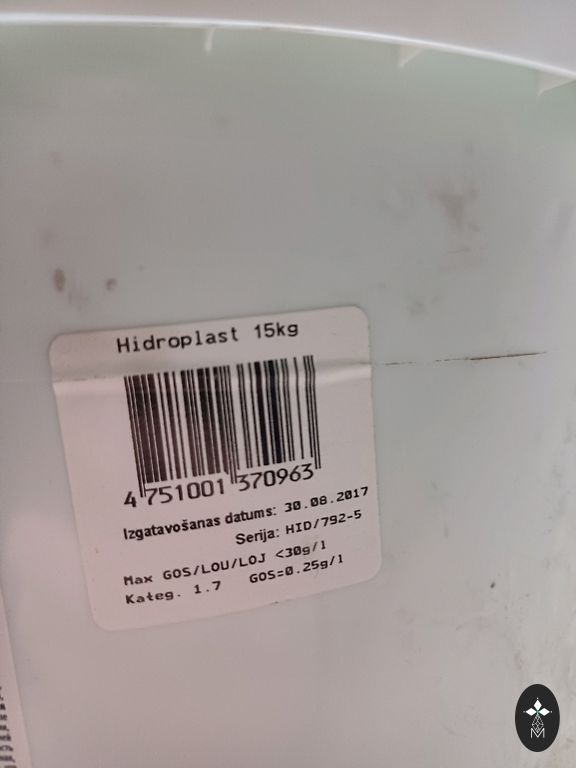 Hidroplast 15kg
4 751001 370963
Izgatavošanas datums: 30.08.2017
Serija: HID/792-5
Max GOS/LOU/LOJ <30g/l
Kateg. 1.7 GOS=0.25g/l
M